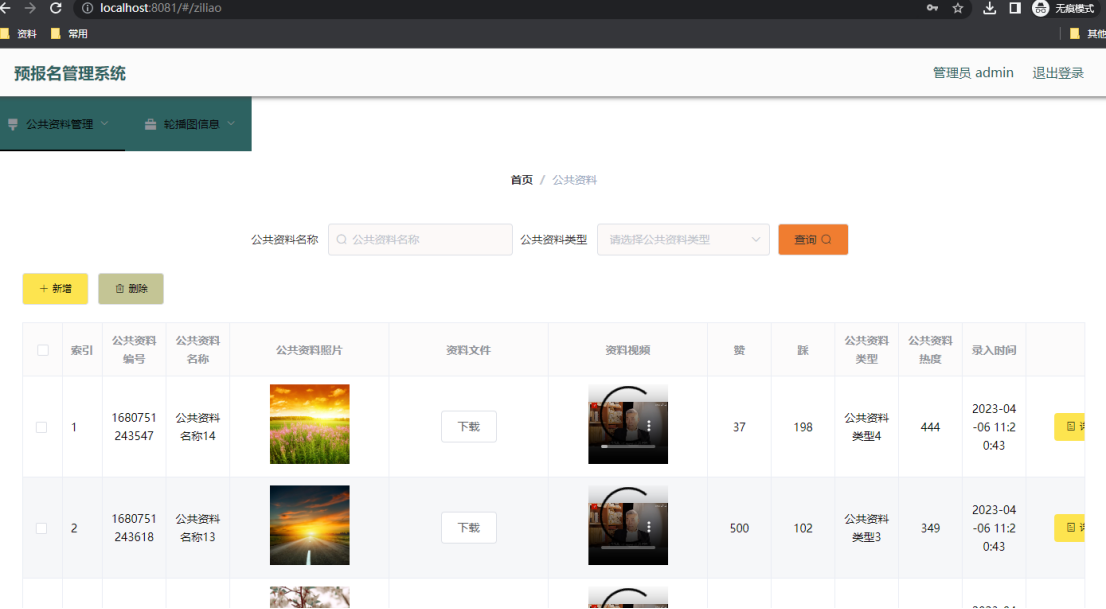 localhost:8081/#/ziliao
无痕模式
资料
常用
其他
预报名管理系统
管理员 admin
退出登录
公共资料管理
轮播图信息
首页 / 公共资料
公共资料名称
公共资料名称
公共资料类型
请选择公共资料类型
查询
新增
删除
索引
公共资料
编号
公共资料
名称
公共资料照片
资料文件
资料视频
赞
踩
公共资料
类型
公共资料
热度
录入时间
1
1680751
243547
公共资料
名称14
下载
37
198
公共资料
类型4
444
2023-04
-06 11:2
0:43
2
1680751
243618
公共资料
名称13
下载
500
102
公共资料
类型3
349
2023-04
-06 11:2
0:43